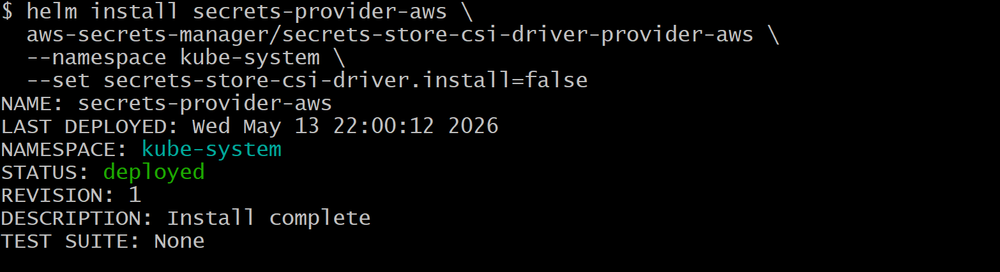 $ helm install secrets-provider-aws \
  aws-secrets-manager/secrets-store-csi-driver-provider-aws \
  --namespace kube-system \
  --set secrets-store-csi-driver.install=false
NAME: secrets-provider-aws
LAST DEPLOYED: Wed May 13 22:00:12 2026
NAMESPACE: kube-system
STATUS: deployed
REVISION: 1
DESCRIPTION: Install complete
TEST SUITE: None